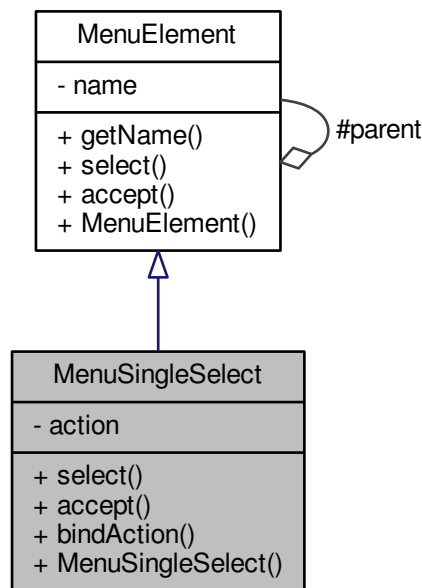 MenuElement
- name
+ getName()
+ select()
+ accept()
+ MenuElement()
#parent
MenuSingleSelect
- action
+ select()
+ accept()
+ bindAction()
+ MenuSingleSelect()